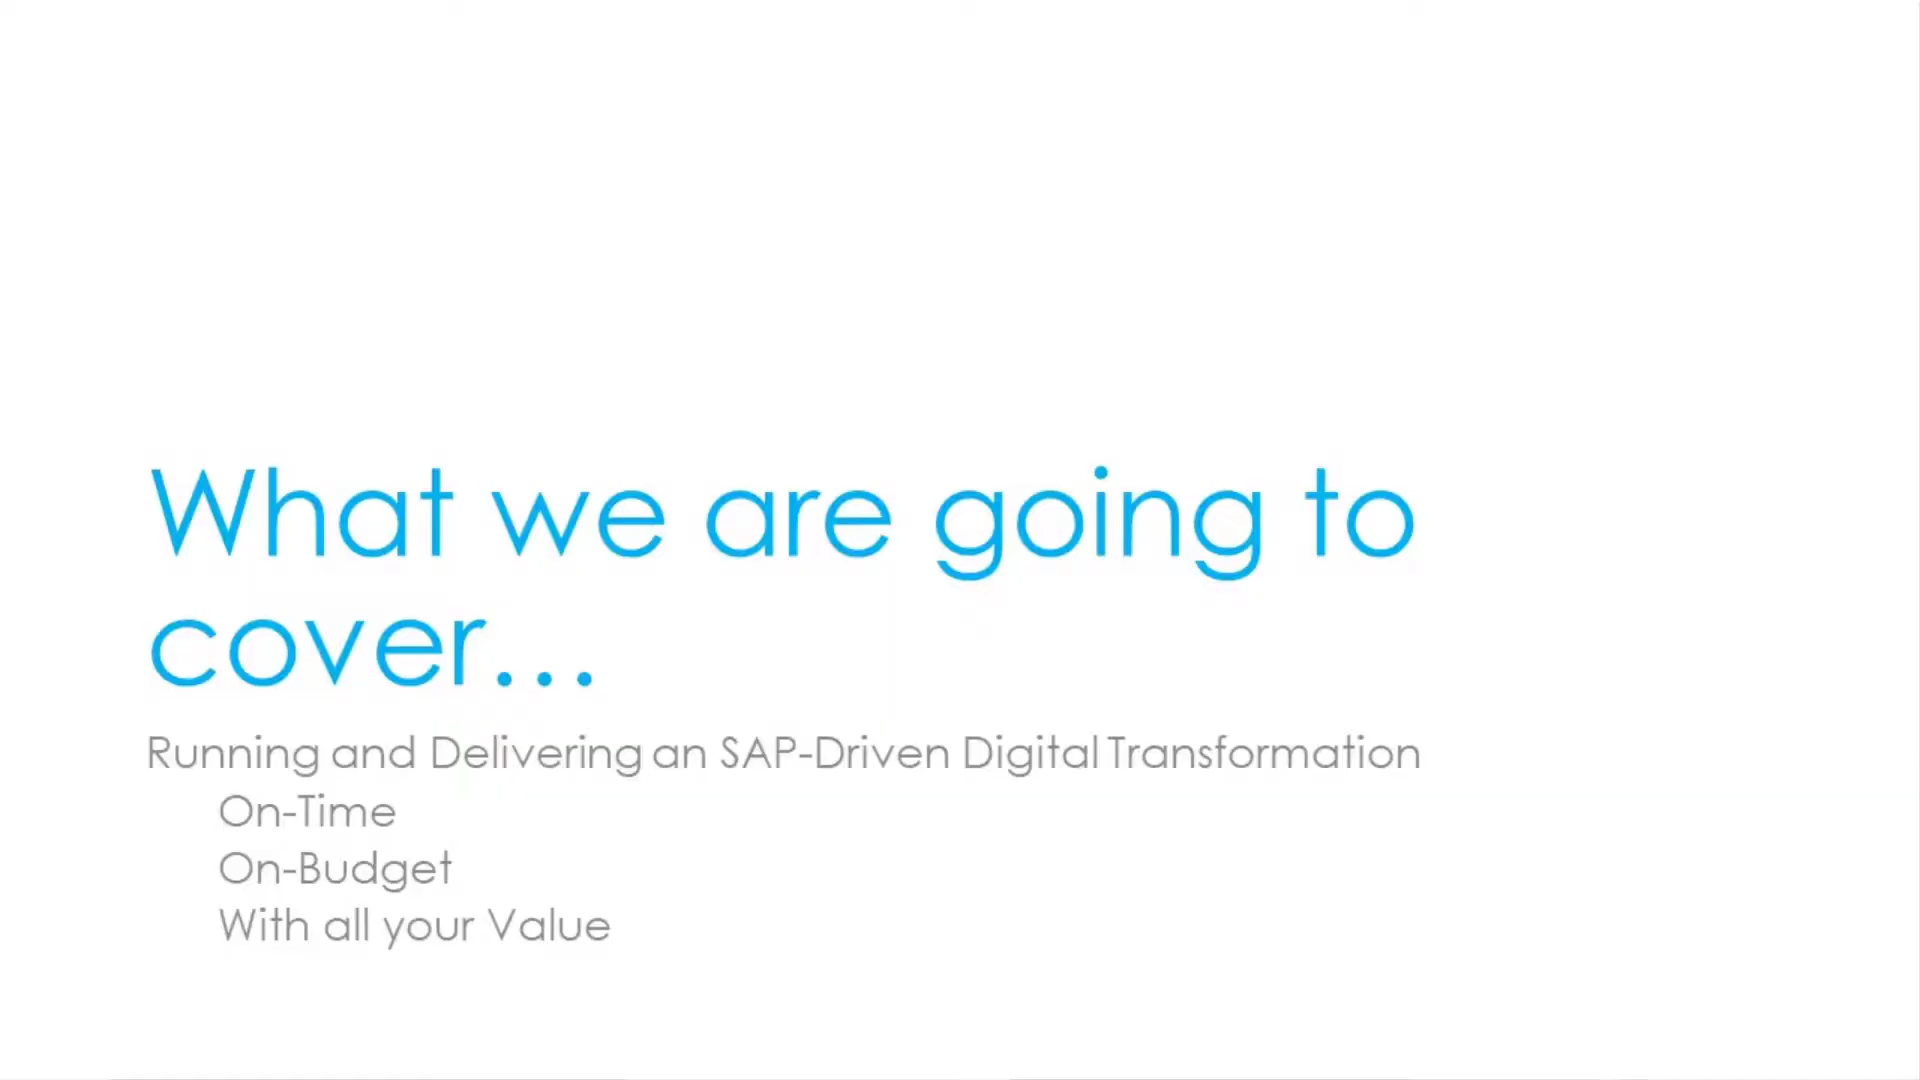 What we are going to
cover...
Running and Delivering an SAP-Driven Digital Transformation
On-Time
On-Budget
With all your Value